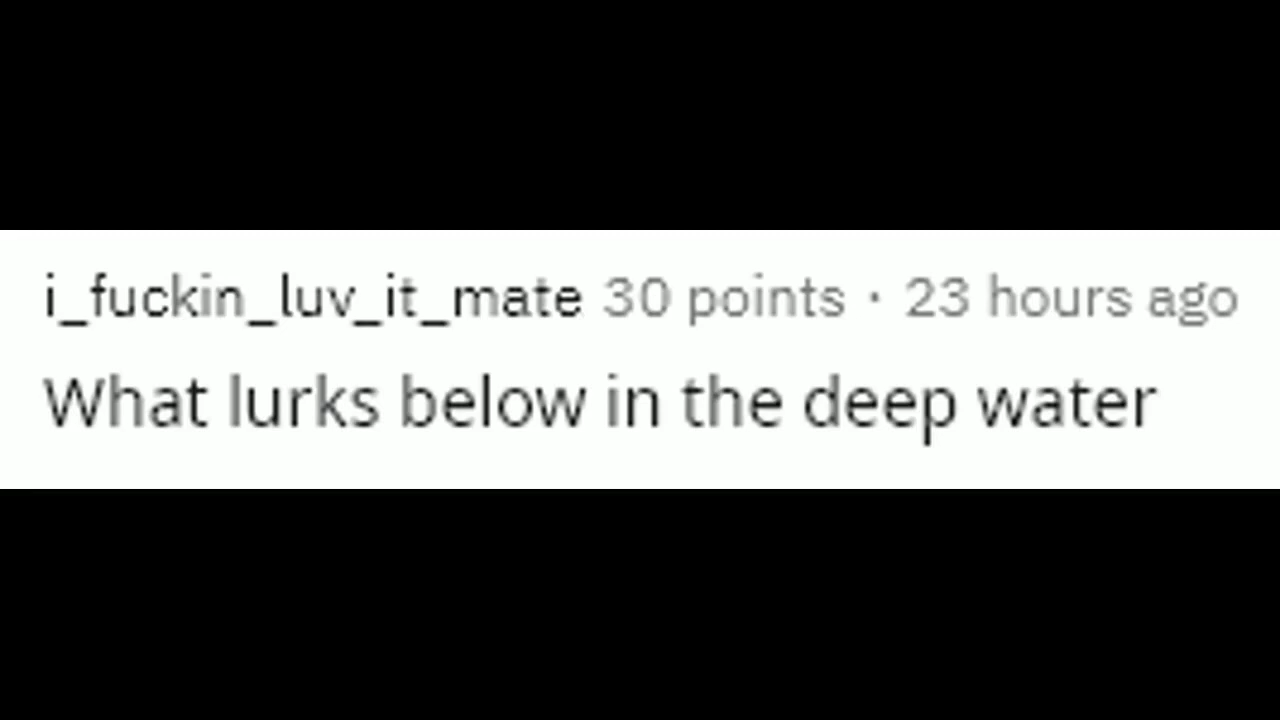 i_fuckin_luv_it_mate 30 points · 23 hours ago
What lurks below in the deep water